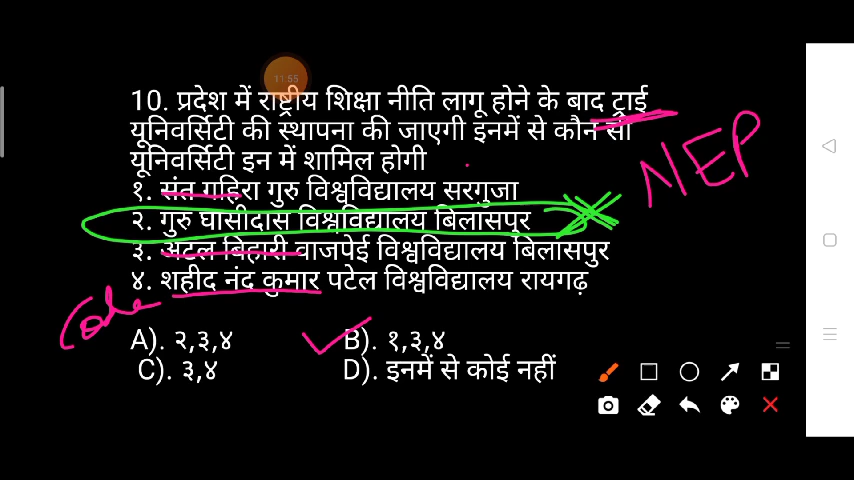 11:55
10. प्रदेश में राष्ट्रीय शिक्षा नीति लागू होने के बाद ट्राई
यूनिवर्सिटी की स्थापना की जाएगी इनमें से कौन सी
यूनिवर्सिटी इन में शामिल होगी
NEP
१. संत गहिरा गुरु विश्वविद्यालय सरगुजा
२. गुरु घासीदास विश्वविद्यालय बिलासपुर
३. अटल बिहारी वाजपेई विश्वविद्यालय बिलासपुर
४. शहीद नंद कुमार पटेल विश्वविद्यालय रायगढ़
A). २,३,४ B). १,३,४
C). ३,४ D). इनमें से कोई नहीं